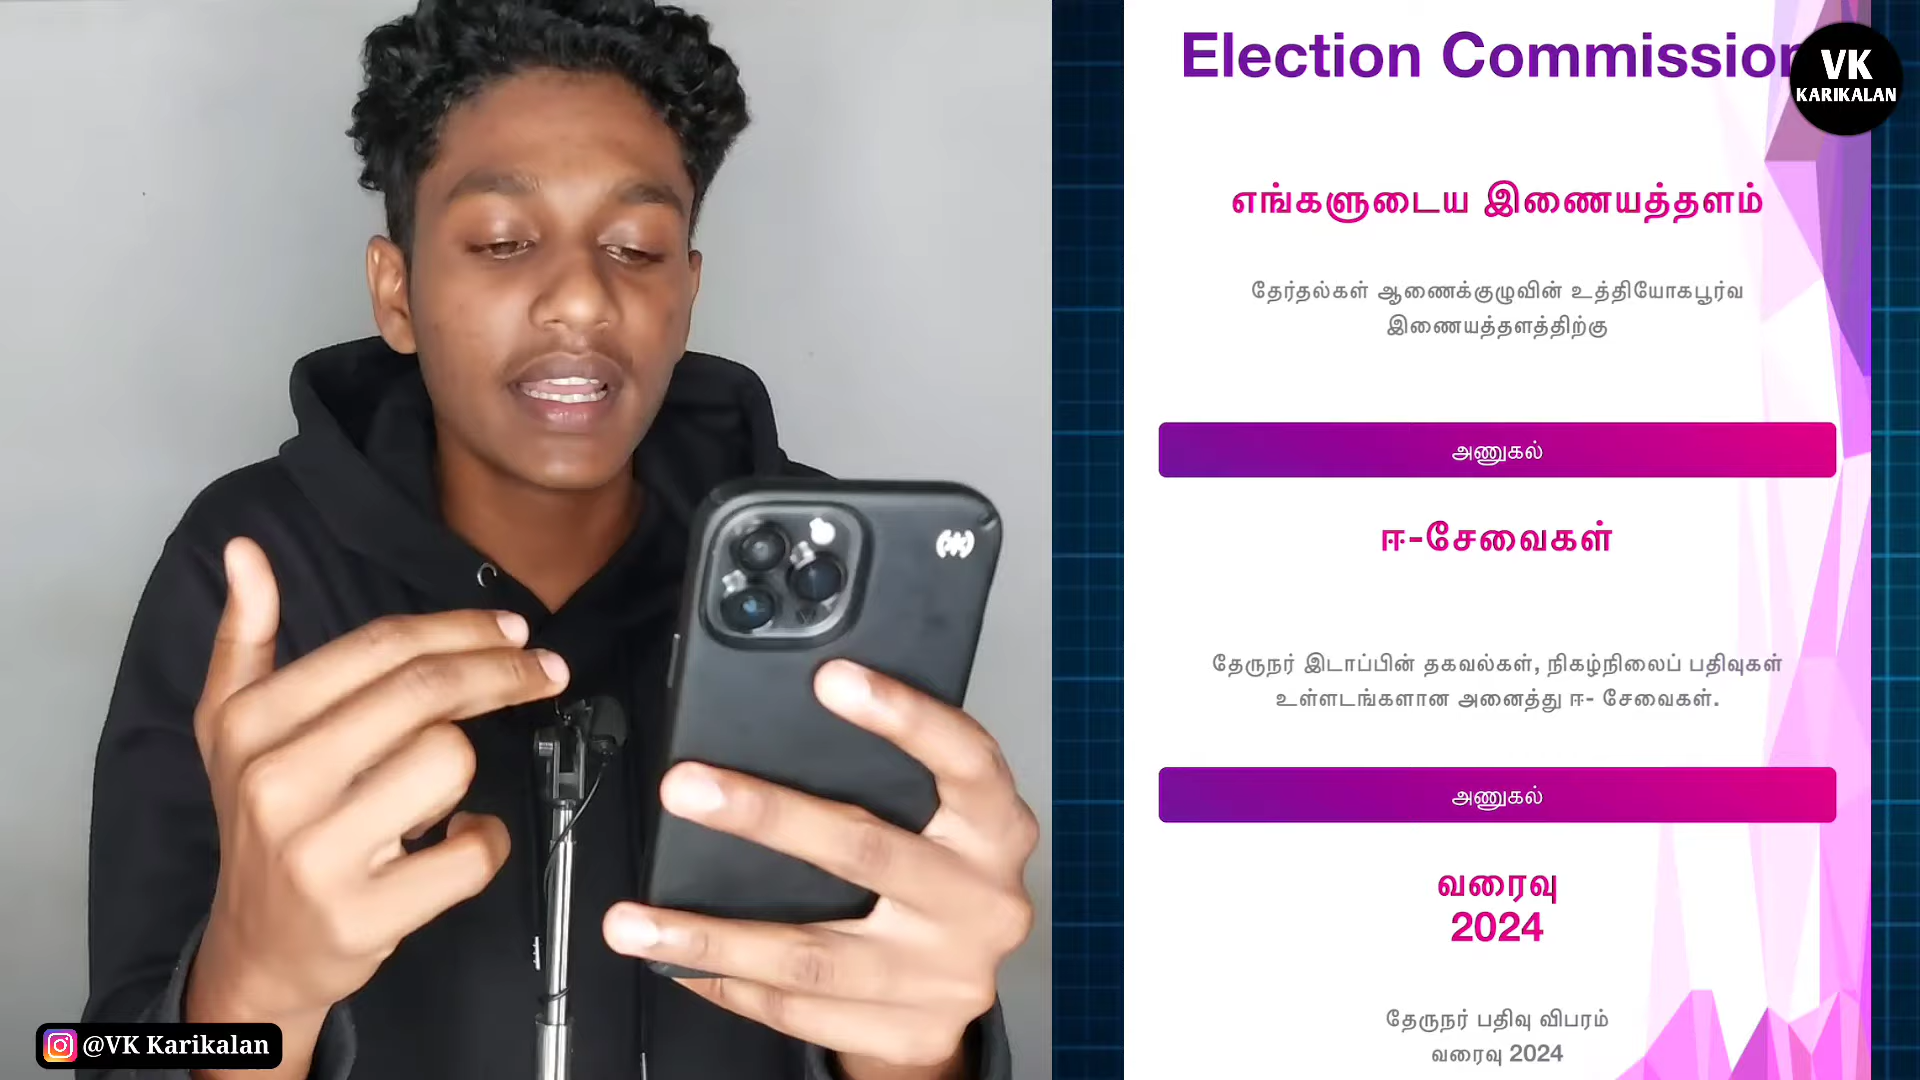 Election Commission
VK
KARIKALAN
எங்களுடைய இணையத்தளம்
தேர்தல்கள் ஆணைக்குழுவின் உத்தியோகபூர்வ
இணையத்தளத்திற்கு
அணுகல்
ஈ-சேவைகள்
தேருநர் இடாப்பின் தகவல்கள், நிகழ்நிலைப் பதிவுகள்
உள்ளடங்களான அனைத்து ஈ- சேவைகள்.
அணுகல்
வரைவு
2024
தேருநர் பதிவு விபரம்
வரைவு 2024
@VK Karikalan